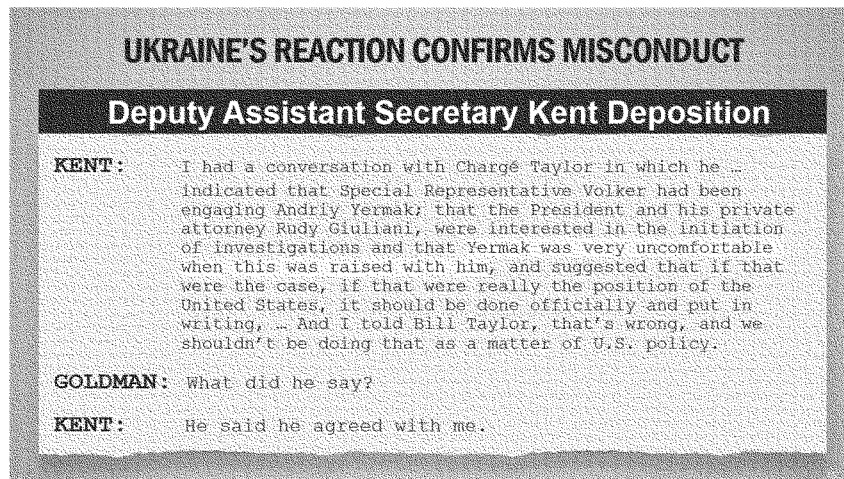 UKRAINE'S REACTION CONFIRMS MISCONDUCT
Deputy Assistant Secretary Kent Deposition
KENT: I had a conversation with Chargé Taylor in which he …
indicated that Special Representative Volker had been
engaging Andriy Yermak; that the President and his private
attorney Rudy Giuliani, were interested in the initiation
of investigations and that Yermak was very uncomfortable
when this was raised with him, and suggested that if that
were the case, if that were really the position of the
United States, it should be done officially and put in
writing, … And I told Bill Taylor, that's wrong, and we
shouldn't be doing that as a matter of U.S. policy.
GOLDMAN: What did he say?
KENT: He said he agreed with me.